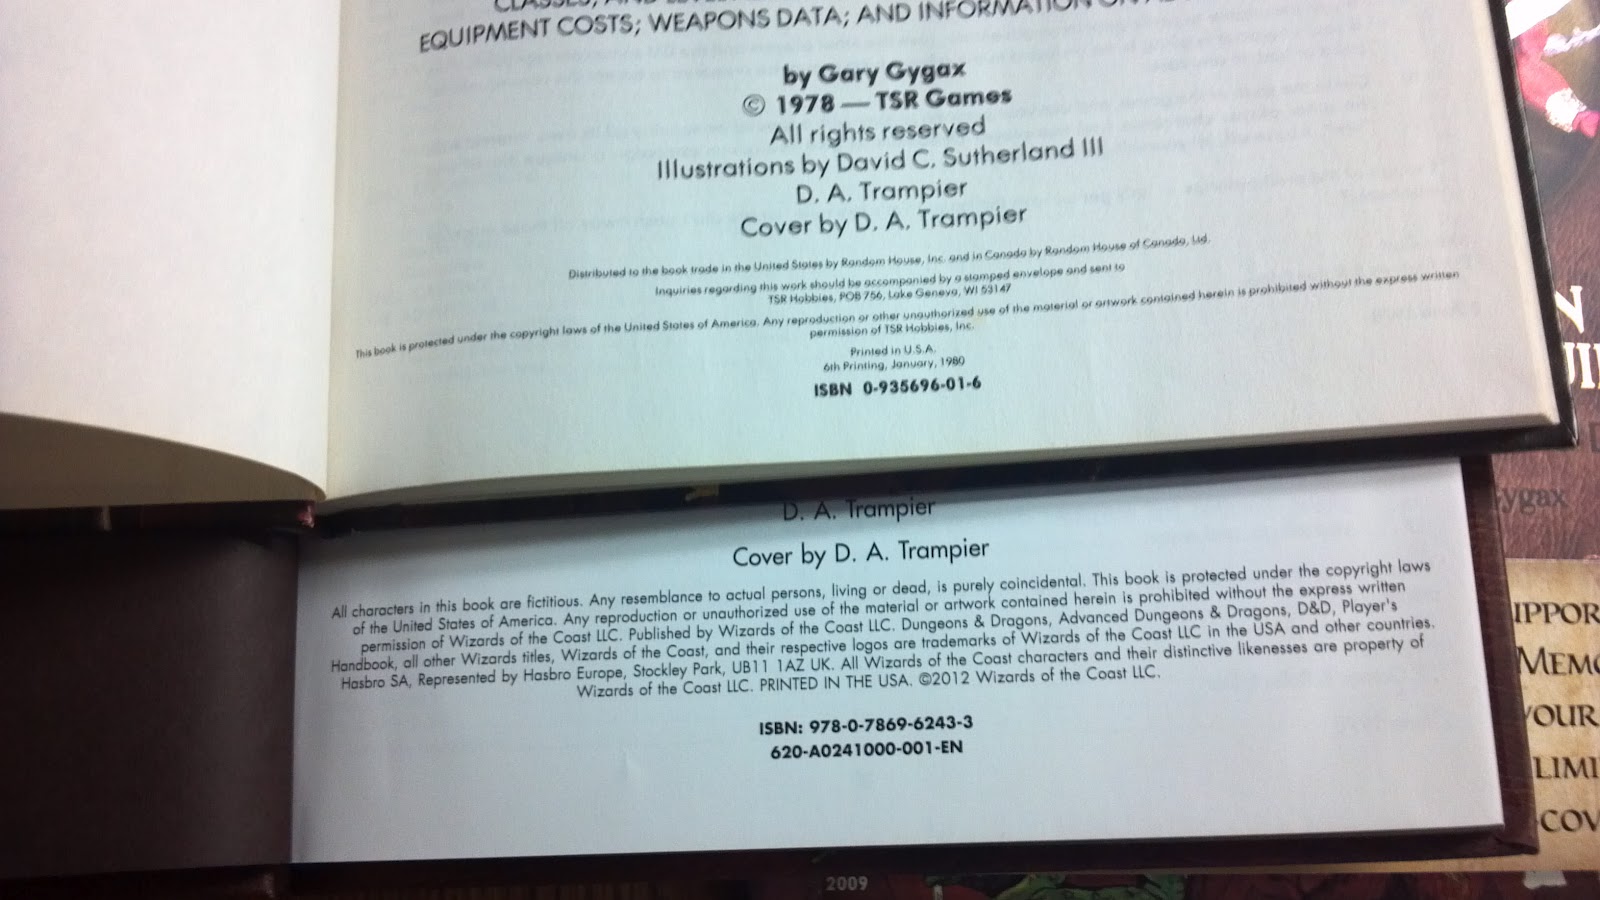 EQUIPMENT COSTS; WEAPONS DATA; AND INFORMATION ON
by Gary Gygax
© 1978 — TSR Games
All rights reserved
Illustrations by David C. Sutherland III
D. A. Trampier
Cover by D. A. Trampier
Distributed to the book trade in the United States by Random House, Inc. and in Canada by Random House of Canada, Ltd.
Inquiries regarding this work should be accompanied by a stamped envelope and sent to
TSR Hobbies, POB 756, Lake Geneva, WI 53147
This book is protected under the copyright laws of the United States of America. Any reproduction or other unauthorized use of the material or artwork contained herein is prohibited without the express written
permission of TSR Hobbies, Inc.
Printed in U.S.A.
6th Printing, January, 1980
ISBN 0-935696-01-6
D. A. Trampier
Cover by D. A. Trampier
All characters in this book are fictitious. Any resemblance to actual persons, living or dead, is purely coincidental. This book is protected under the copyright laws
of the United States of America. Any reproduction or unauthorized use of the material or artwork contained herein is prohibited without the express written
permission of Wizards of the Coast LLC. Published by Wizards of the Coast LLC. Dungeons & Dragons, Advanced Dungeons & Dragons, D&D, Player's
Handbook, all other Wizards titles, Wizards of the Coast, and their respective logos are trademarks of Wizards of the Coast LLC in the USA and other countries.
Hasbro SA, Represented by Hasbro Europe, Stockley Park, UB11 1AZ UK. All Wizards of the Coast characters and their distinctive likenesses are property of
Wizards of the Coast LLC. PRINTED IN THE USA. ©2012 Wizards of the Coast LLC.
ISBN: 978-0-7869-6243-3
620-A0241000-001-EN
N
UI
ygax
IPPOR
MEMO
YOUR
LIMI
COV
2009